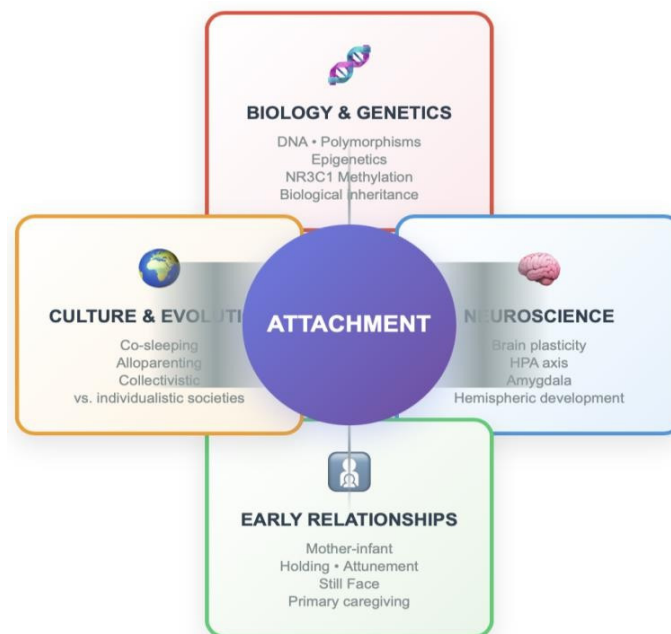 BIOLOGY & GENETICS
DNA • Polymorphisms
Epigenetics
NR3C1 Methylation
Biological inheritance
CULTURE & EVOLUTI
Co-sleeping
Alloparenting
Collectivistic
vs. individualistic societies
ATTACHMENT
NEUROSCIENCE
Brain plasticity
HPA axis
Amygdala
Hemispheric development
EARLY RELATIONSHIPS
Mother-infant
Holding • Attunement
Still Face
Primary caregiving